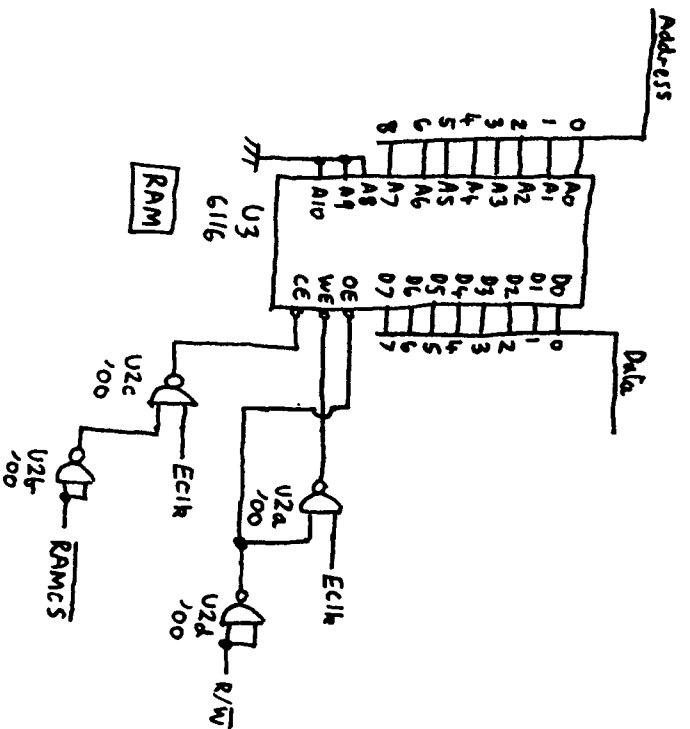 Address
Data
0 A0 D0 0
1 A1 D1 1
2 A2 D2 2
3 A3 D3 3
4 A4 D4 4
5 A5 D5 5
6 A6 D6 6
8 A7 D7 7
A8 OE
A9 WE
A10 CE
U3
6116
RAM
EClk
U2a
'00
R/W
U2d
'00
EClk
U2c
'00
RAMCS
U2b
'00